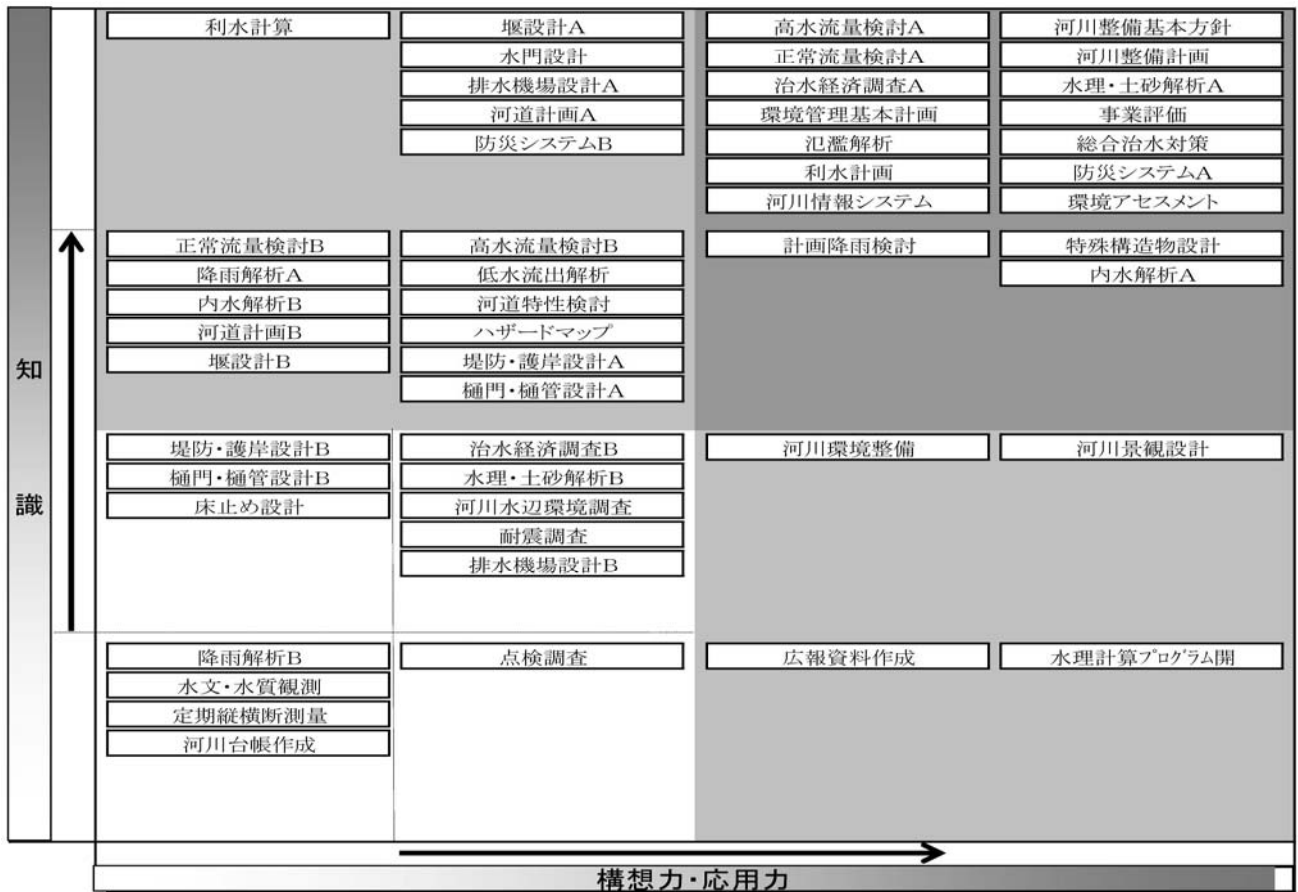 利水計算
堰設計A
水門設計
排水機場設計A
河道計画A
防災システムB
高水流量検討A
正常流量検討A
治水経済調査A
環境管理基本計画
氾濫解析
利水計画
河川情報システム
河川整備基本方針
河川整備計画
水理・土砂解析A
事業評価
総合治水対策
防災システムA
環境アセスメント
正常流量検討B
降雨解析A
内水解析B
河道計画B
堰設計B
高水流量検討B
低水流出解析
河道特性検討
ハザードマップ
堤防・護岸設計A
樋門・樋管設計A
計画降雨検討
特殊構造物設計
内水解析A
知識
堤防・護岸設計B
樋門・樋管設計B
床止め設計
治水経済調査B
水理・土砂解析B
河川水辺環境調査
耐震調査
排水機場設計B
河川環境整備
河川景観設計
降雨解析B
水文・水質観測
定期縦横断測量
河川台帳作成
点検調査
広報資料作成
水理計算プログラム開
構想力・応用力